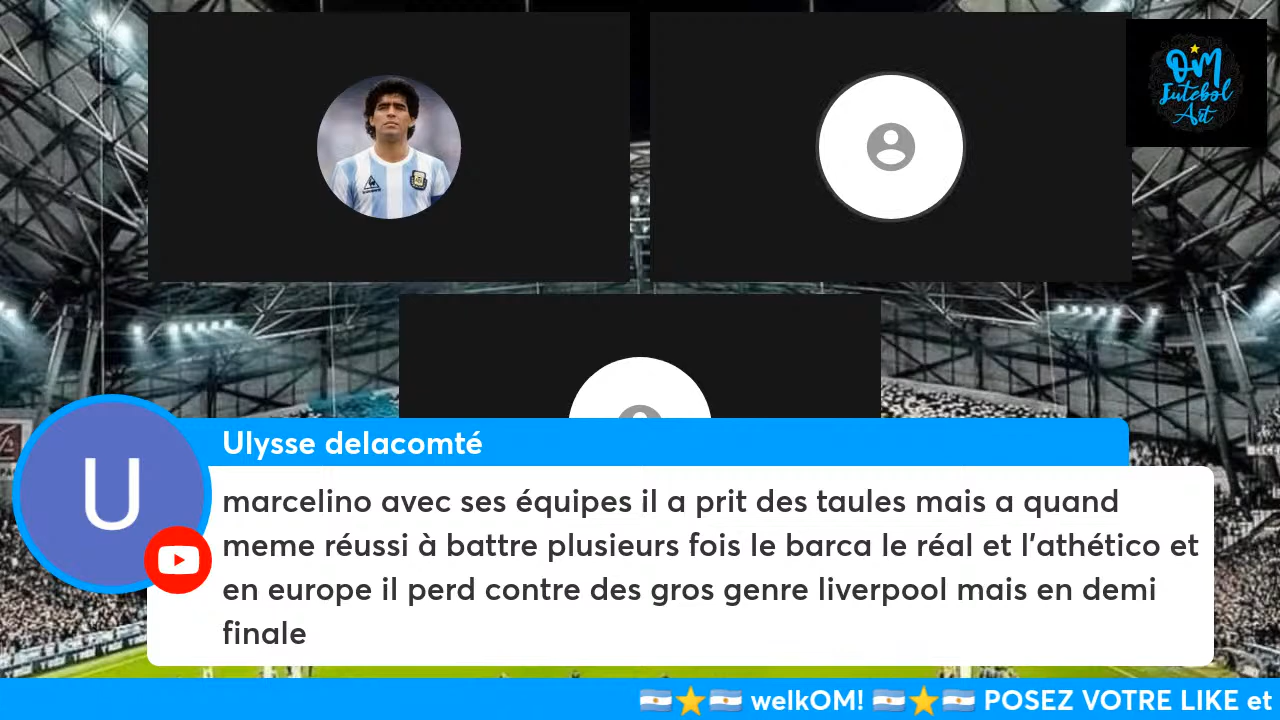 OM
Futebol
Art
Ulysse delacomté
U
marcelino avec ses équipes il a prit des taules mais a quand
meme réussi à battre plusieurs fois le barca le réal et l'athético et
en europe il perd contre des gros genre liverpool mais en demi
finale
🇦🇷⭐🇦🇷 welkOM! 🇦🇷⭐🇦🇷 POSEZ VOTRE LIKE et